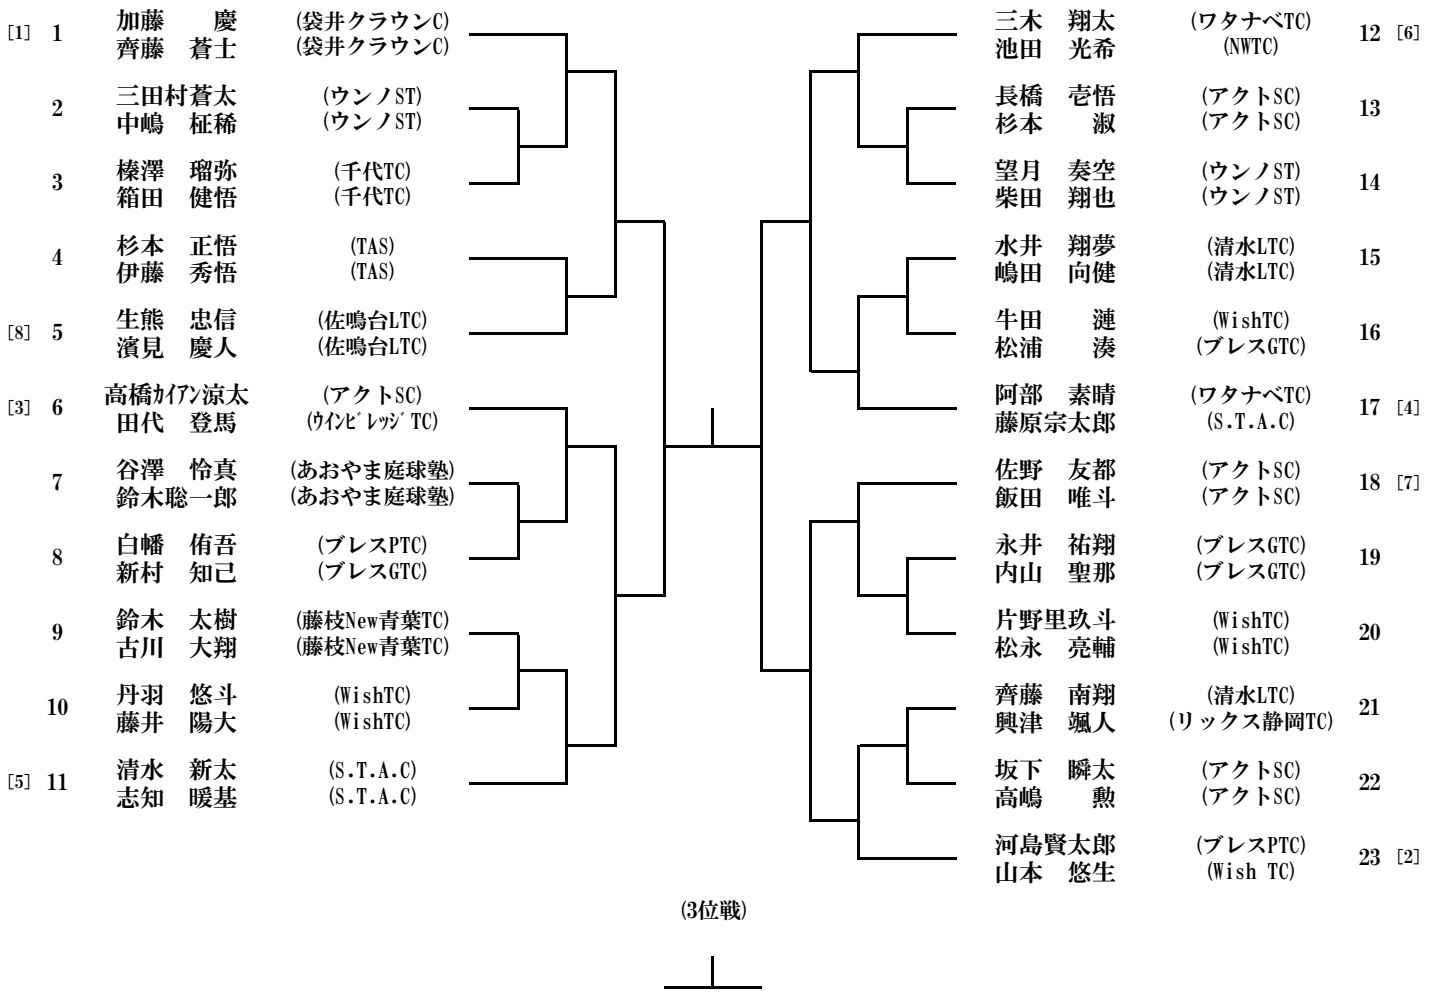 [1] 1 加藤　慶 (袋井クラウンC)
齊藤　蒼士 (袋井クラウンC)
2 三田村蒼太 (ウンノST)
中嶋　柾稀 (ウンノST)
3 榛澤　瑠弥 (千代TC)
箱田　健悟 (千代TC)
4 杉本　正悟 (TAS)
伊藤　秀悟 (TAS)
[8] 5 生熊　忠信 (佐鳴台LTC)
濱見　慶人 (佐鳴台LTC)
[3] 6 高橋ｶｲｱﾝ涼太 (アクトSC)
田代　登馬 (ｳｲﾝﾋﾞﾚｯｼﾞTC)
7 谷澤　怜真 (あおやま庭球塾)
鈴木聡一郎 (あおやま庭球塾)
8 白幡　侑吾 (ブレスPTC)
新村　知己 (ブレスGTC)
9 鈴木　太樹 (藤枝New青葉TC)
古川　大翔 (藤枝New青葉TC)
10 丹羽　悠斗 (WishTC)
藤井　陽大 (WishTC)
[5] 11 清水　新太 (S.T.A.C)
志知　暖基 (S.T.A.C)
三木　翔太 (ワタナベTC) 12 [6]
池田　光希 (NWTC)
長橋　壱悟 (アクトSC) 13
杉本　淑 (アクトSC)
望月　奏空 (ウンノST) 14
柴田　翔也 (ウンノST)
水井　翔夢 (清水LTC) 15
嶋田　向健 (清水LTC)
牛田　漣 (WishTC) 16
松浦　湊 (ブレスGTC)
阿部　素晴 (ワタナベTC) 17 [4]
藤原宗太郎 (S.T.A.C)
佐野　友都 (アクトSC) 18 [7]
飯田　唯斗 (アクトSC)
永井　祐翔 (ブレスGTC) 19
内山　聖那 (ブレスGTC)
片野里玖斗 (WishTC) 20
松永　亮輔 (WishTC)
齊藤　南翔 (清水LTC) 21
興津　颯人 (リックス静岡TC)
坂下　瞬太 (アクトSC) 22
高嶋　勲 (アクトSC)
河島賢太郎 (ブレスPTC) 23 [2]
山本　悠生 (Wish TC)
(3位戦)